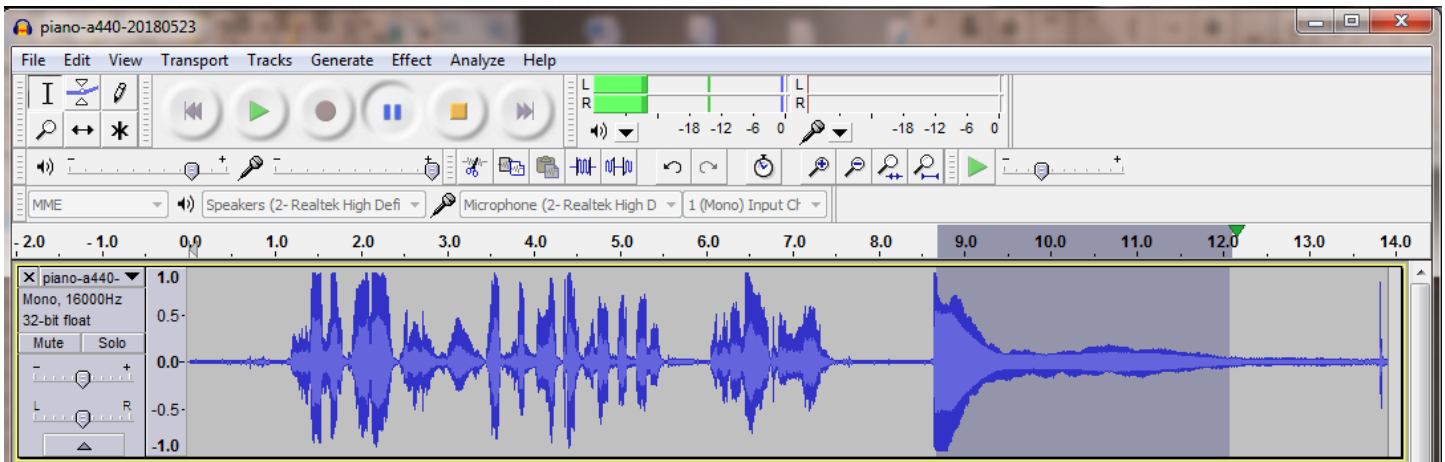 piano-a440-20180523
File Edit View Transport Tracks Generate Effect Analyze Help
L
R
-18 -12 -6 0
L
R
-18 -12 -6 0
- + - +
- +
MME Speakers (2- Realtek High Defi Microphone (2- Realtek High D 1 (Mono) Input Ch
- 2.0 - 1.0 0.0 1.0 2.0 3.0 4.0 5.0 6.0 7.0 8.0 9.0 10.0 11.0 12.0 13.0 14.0
X piano-a440- 1.0
Mono, 16000Hz
32-bit float 0.5-
Mute Solo
- + 0.0-
L R -0.5-
-1.0